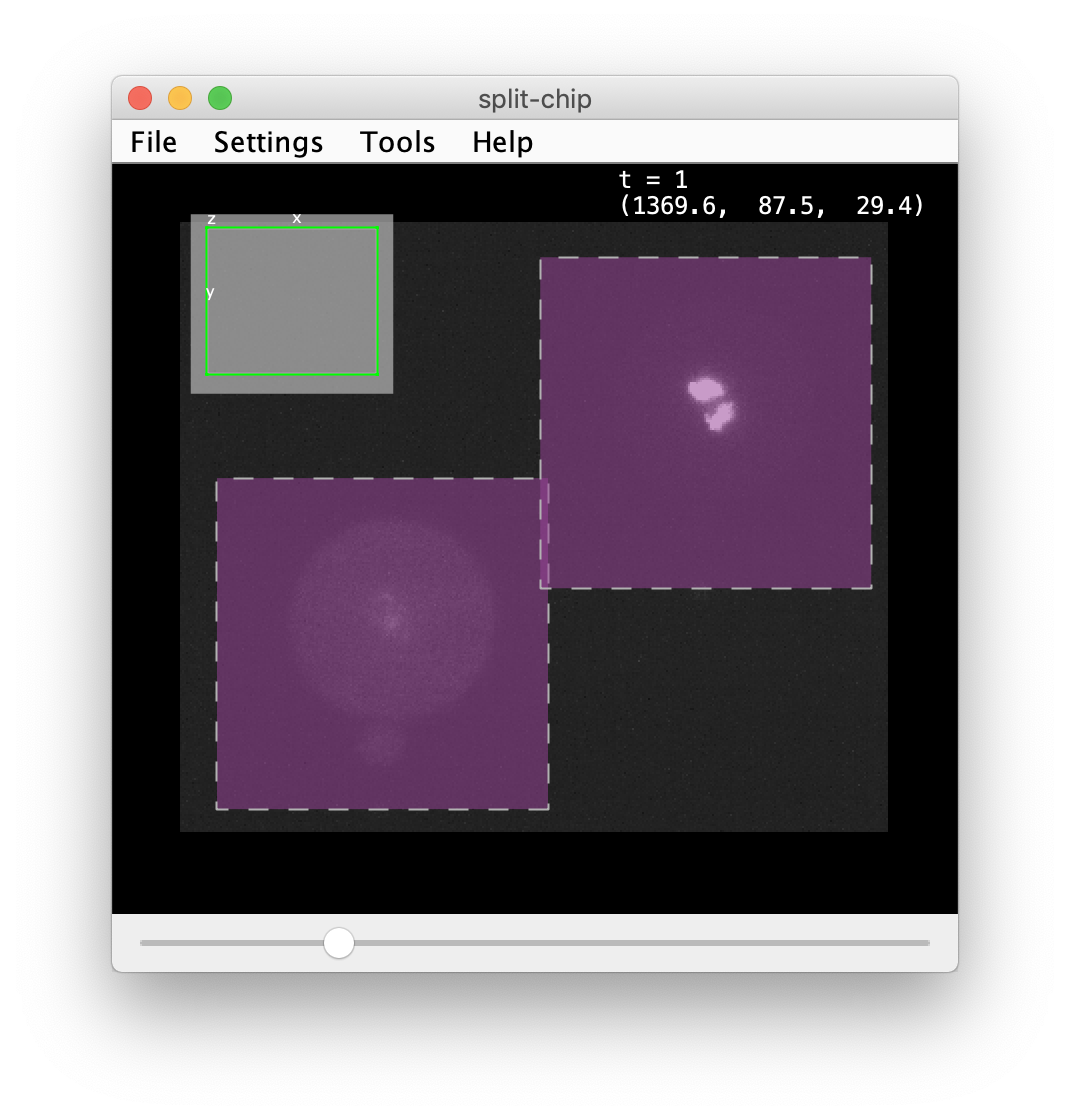 split-chip
File Settings Tools Help
t = 1
(1369.6, 87.5, 29.4)
z x
y